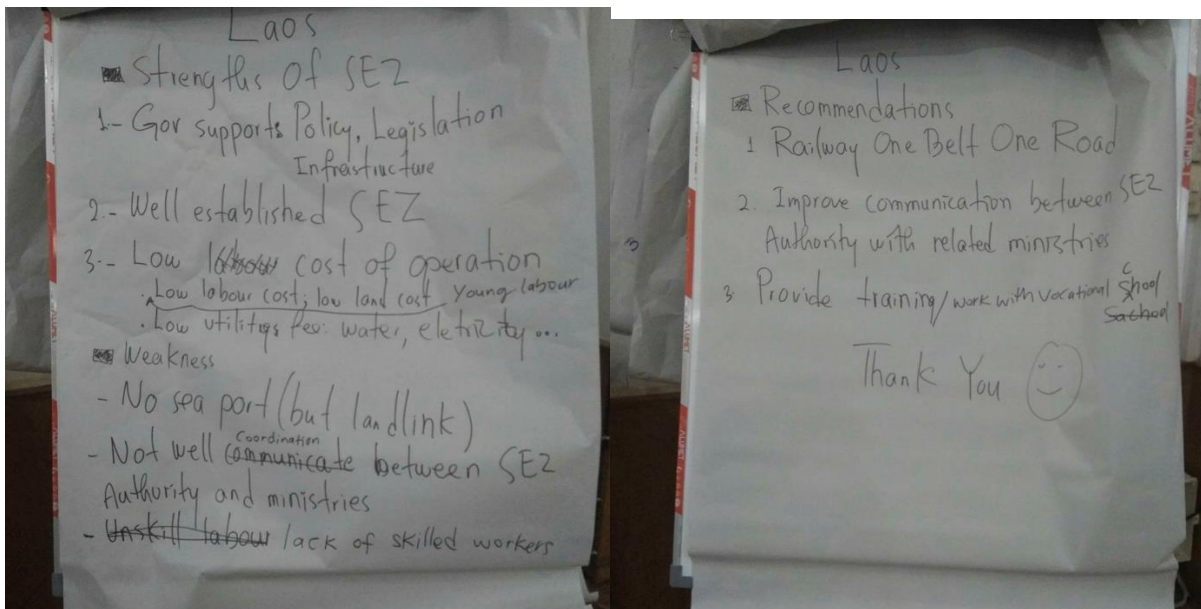 Laos
Strengths Of SEZ
1.- Gov supports Policy, Legislation
Infrastructure
2.- Well established SEZ
3.- Low labour cost of operation
. Low labour cost; low land cost, Young labour
. Low utilitys fee: water, eletrizity...
Weakness
- No sea port (but landlink)
Coordination
- Not well communicate between SEZ
Authority and ministries
- Unskill labour lack of skilled workers
Laos
Recommendations
1 Railway One Belt One Road
2. Improve communication between SEZ
Authority with related ministries
3 Provide training/work with vocational School
Sachool
Thank You